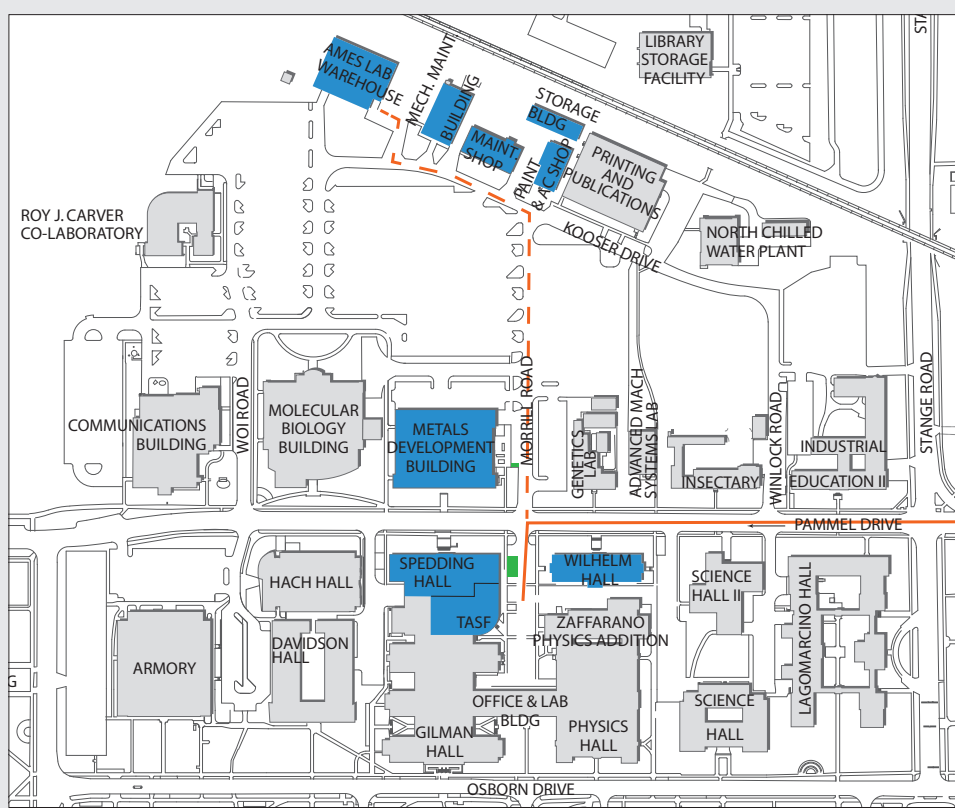 AMES LAB
WAREHOUSE
MECH. MAINT.
BUILDING
STORAGE
BLDG
LIBRARY
STORAGE
FACILITY
STA
MAINT.
SHOP
PAINT
& AC SHOP
PRINTING
AND
PUBLICATIONS
P
ROY J. CARVER
CO-LABORATORY
KOOSER DRIVE
NORTH CHILLED
WATER PLANT
COMMUNICATIONS
BUILDING
WOI ROAD
MOLECULAR
BIOLOGY
BUILDING
METALS
DEVELOPMENT
BUILDING
MORRILL ROAD
GENETICS
LAB
ADVANCED MACH
SYSTEMS LAB
INSECTARY
WINLOCK ROAD
INDUSTRIAL
EDUCATION II
STANGE ROAD
PAMMEL DRIVE
HACH HALL
SPEDDING
HALL
WILHELM
HALL
SCIENCE
HALL II
LAGOMARCINO HALL
TASF
ZAFFARANO
PHYSICS ADDITION
DAVIDSON
HALL
ARMORY
G
OFFICE & LAB
BLDG
GILMAN
HALL
PHYSICS
HALL
SCIENCE
HALL
OSBORN DRIVE